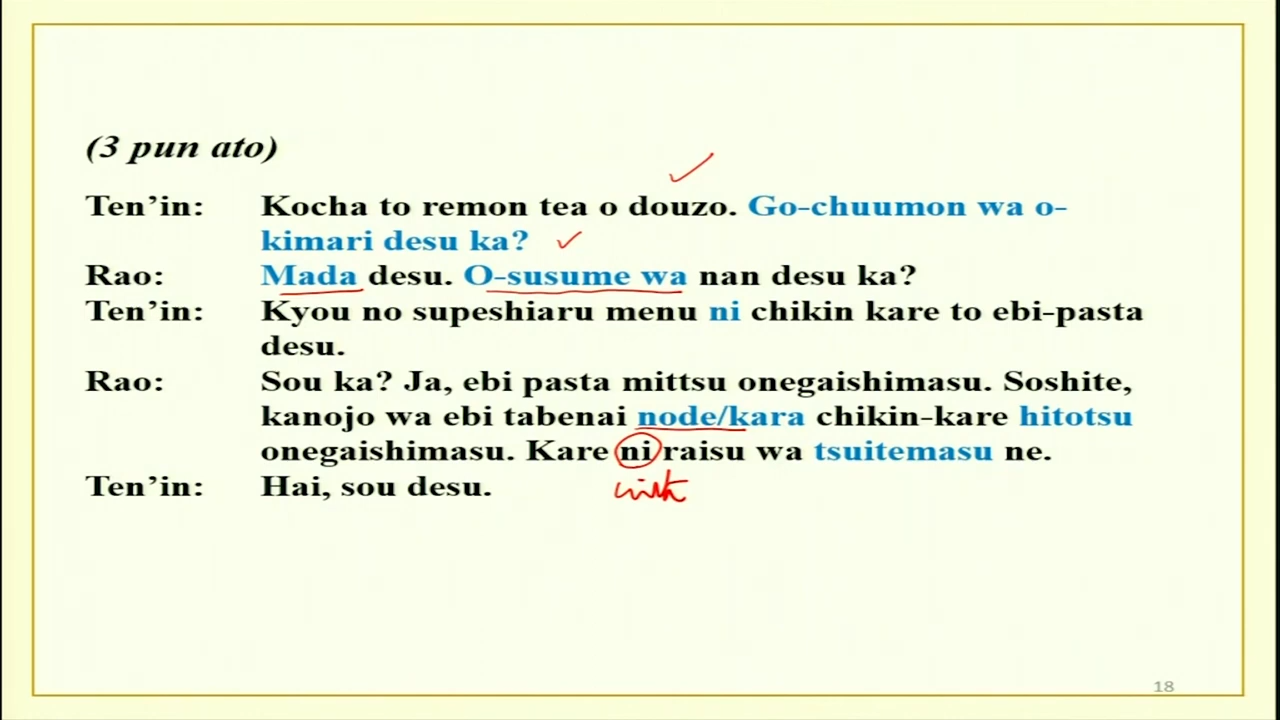 (3 pun ato)
Ten’in: Kocha to remon tea o douzo. Go-chuumon wa o-
kimari desu ka?
Rao: Mada desu. O-susume wa nan desu ka?
Ten’in: Kyou no supeshiaru menu ni chikin kare to ebi-pasta
desu.
Rao: Sou ka? Ja, ebi pasta mittsu onegaishimasu. Soshite,
kanojo wa ebi tabenai node/kara chikin-kare hitotsu
onegaishimasu. Kare ni raisu wa tsuitemasu ne.
Ten’in: Hai, sou desu.
with
18